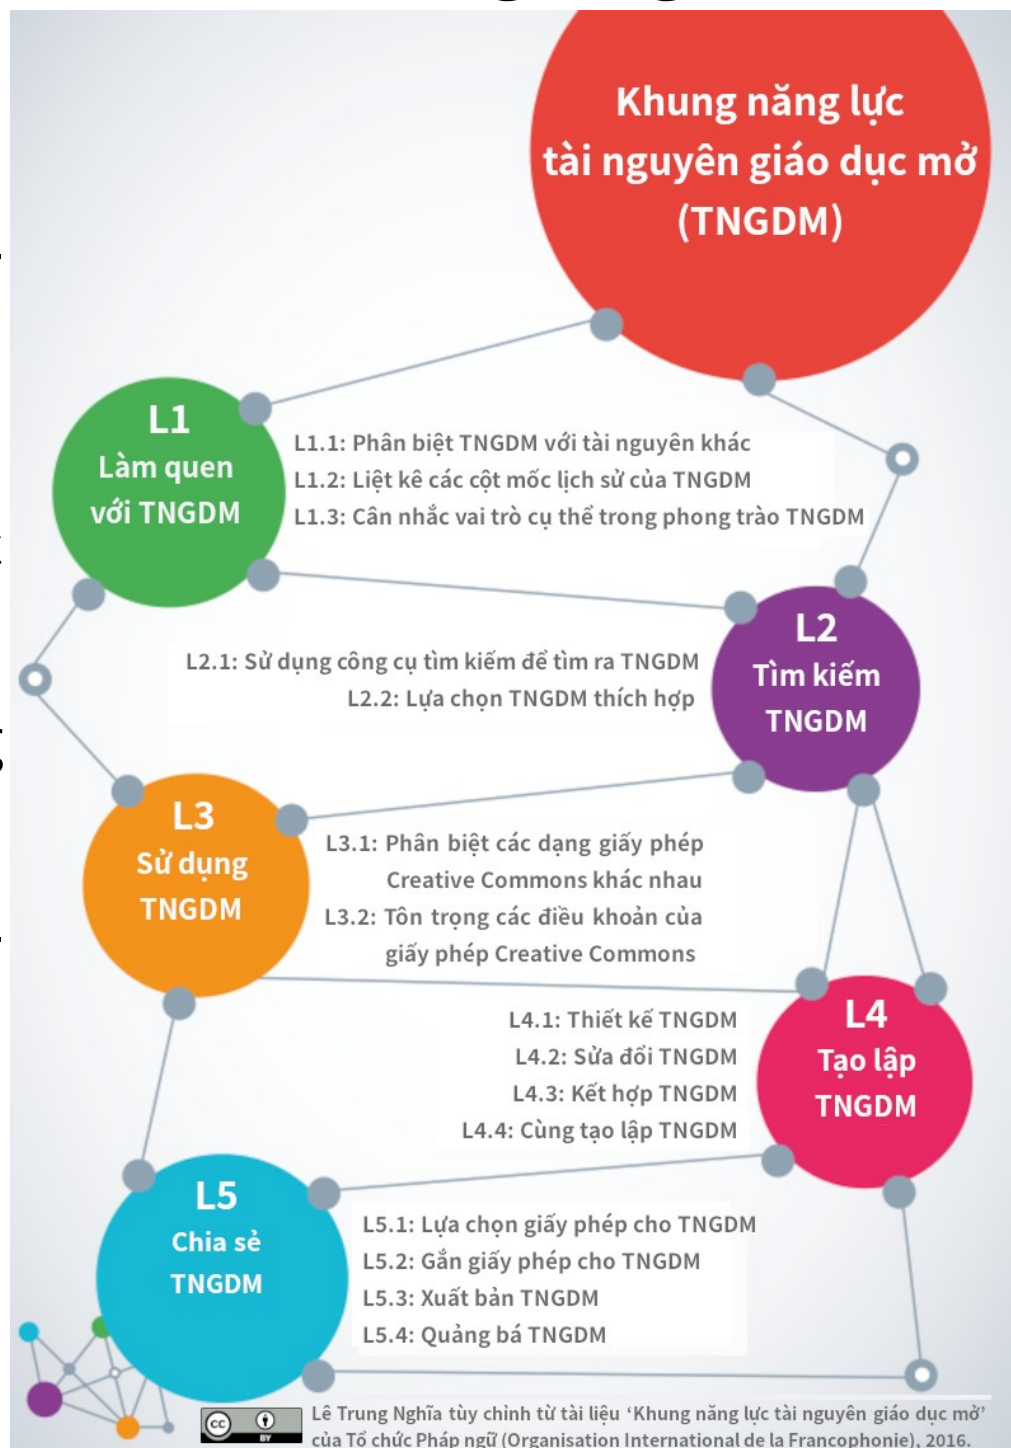 Khung năng lực
tài nguyên giáo dục mở
(TNGDM)
L1
Làm quen
với TNGDM
L1.1: Phân biệt TNGDM với tài nguyên khác
L1.2: Liệt kê các cột mốc lịch sử của TNGDM
L1.3: Cân nhắc vai trò cụ thể trong phong trào TNGDM
L2
Tìm kiếm
TNGDM
L2.1: Sử dụng công cụ tìm kiếm để tìm ra TNGDM
L2.2: Lựa chọn TNGDM thích hợp
L3
Sử dụng
TNGDM
L3.1: Phân biệt các dạng giấy phép
Creative Commons khác nhau
L3.2: Tôn trọng các điều khoản của
giấy phép Creative Commons
L4
Tạo lập
TNGDM
L4.1: Thiết kế TNGDM
L4.2: Sửa đổi TNGDM
L4.3: Kết hợp TNGDM
L4.4: Cùng tạo lập TNGDM
L5
Chia sẻ
TNGDM
L5.1: Lựa chọn giấy phép cho TNGDM
L5.2: Gắn giấy phép cho TNGDM
L5.3: Xuất bản TNGDM
L5.4: Quảng bá TNGDM
cc
BY
Lê Trung Nghĩa tùy chỉnh từ tài liệu ‘Khung năng lực tài nguyên giáo dục mở’
của Tổ chức Pháp ngữ (Organisation International de la Francophonie), 2016.